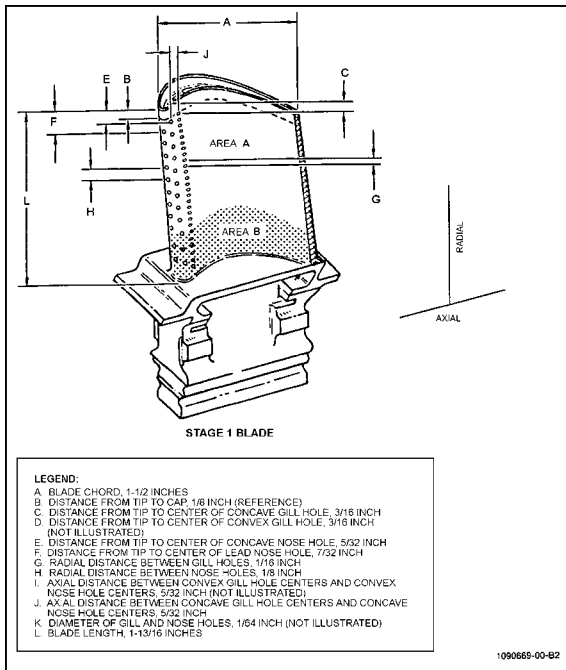 A
J
E
B
C
F
AREA A
L
H
G
RADIAL
AREA B
AXIAL
STAGE 1 BLADE
LEGEND:
A. BLADE CHORD, 1-1/2 INCHES
B. DISTANCE FROM TIP TO CAP, 1/8 INCH (REFERENCE)
C. DISTANCE FROM TIP TO CENTER OF CONCAVE GILL HOLE, 3/16 INCH
D. DISTANCE FROM TIP TO CENTER OF CONVEX GILL HOLE, 3/16 INCH
(NOT ILLUSTRATED)
E. DISTANCE FROM TIP TO CENTER OF CONCAVE NOSE HOLE, 5/32 INCH
F. DISTANCE FROM TIP TO CENTER OF LEAD NOSE HOLE, 7/32 INCH
G. RADIAL DISTANCE BETWEEN GILL HOLES, 1/16 INCH
H. RADIAL DISTANCE BETWEEN NOSE HOLES, 1/8 INCH
I. AXIAL DISTANCE BETWEEN CONVEX GILL HOLE CENTERS AND CONVEX
NOSE HOLE CENTERS, 5/32 INCH (NOT ILLUSTRATED)
J. AXIAL DISTANCE BETWEEN CONCAVE GILL HOLE CENTERS AND CONCAVE
NOSE HOLE CENTERS, 5/32 INCH
K. DIAMETER OF GILL AND NOSE HOLES, 1/64 INCH (NOT ILLUSTRATED)
L. BLADE LENGTH, 1-13/16 INCHES
1090669-00-B2